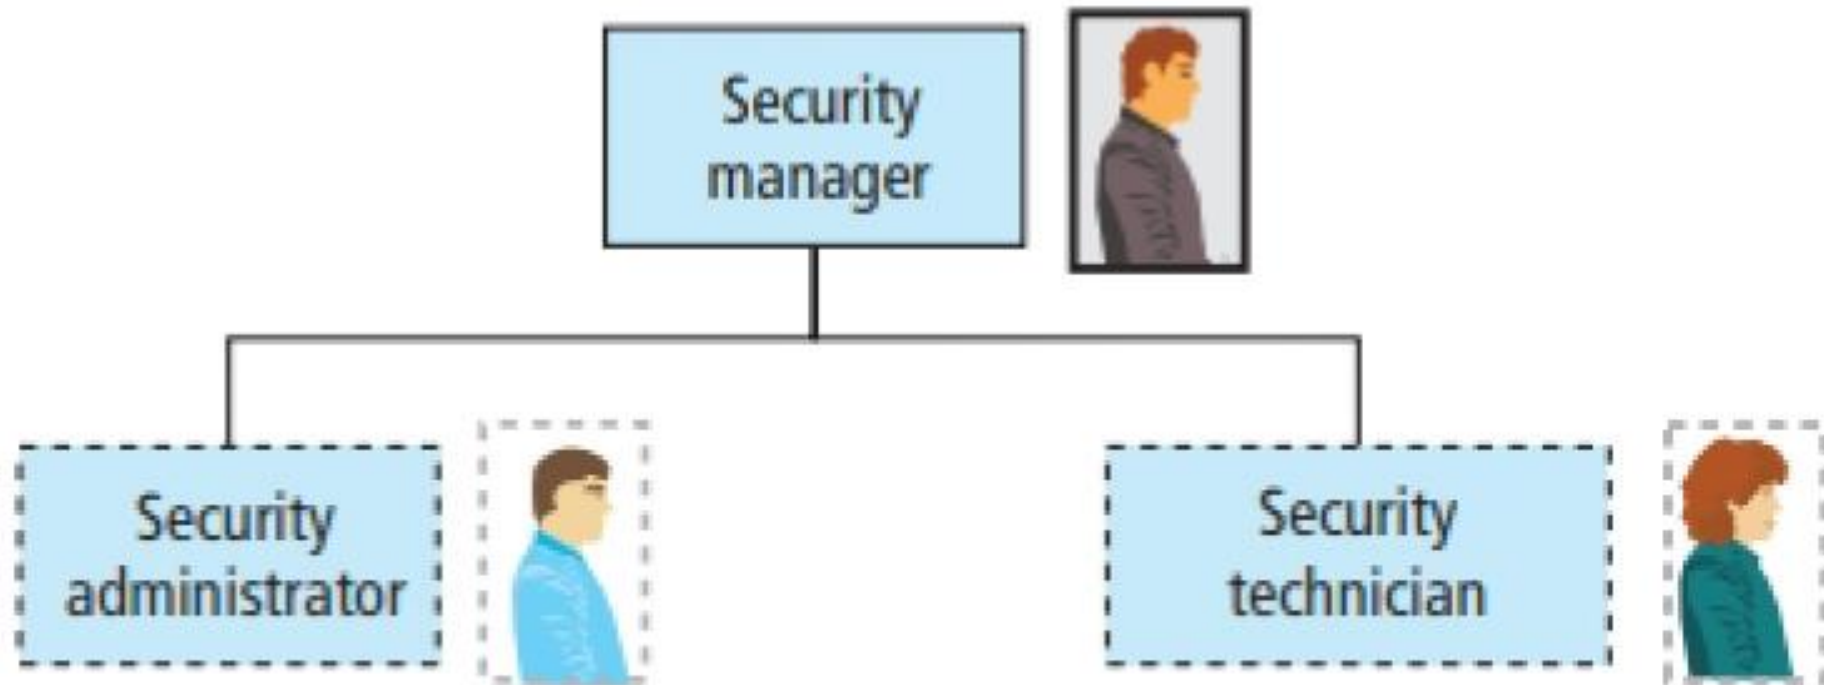 Security
manager
Security
administrator
Security
technician